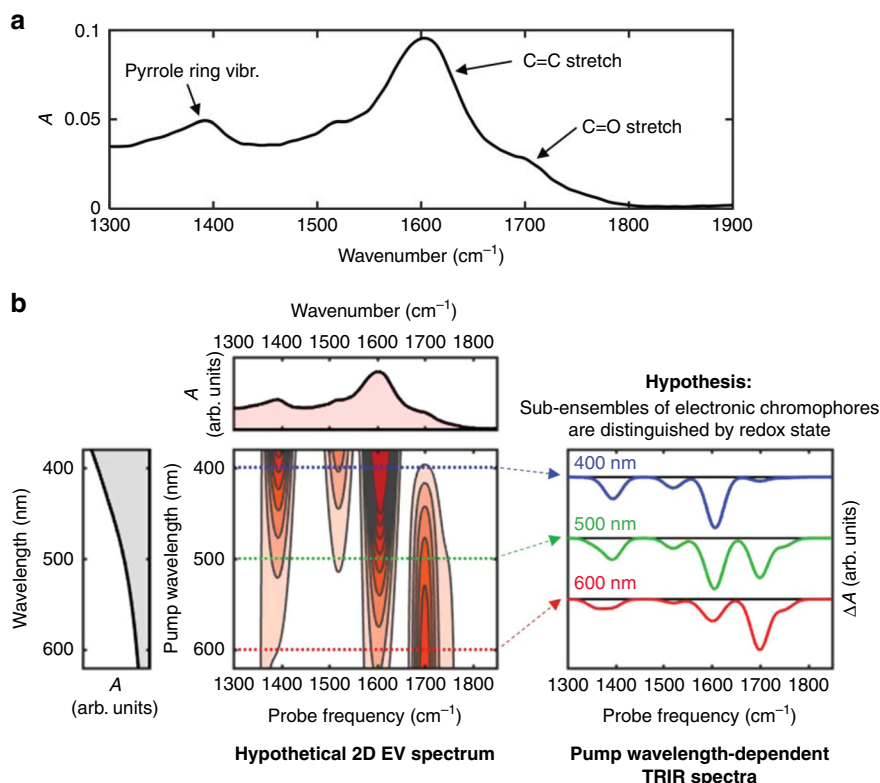 a
0.1
0.05
0
A
Pyrrole ring vibr.
C=C stretch
C=O stretch
1300 1400 1500 1600 1700 1800 1900
Wavenumber (cm⁻¹)
b
Wavenumber (cm⁻¹)
1300 1400 1500 1600 1700 1800
A
(arb. units)
Hypothesis:
Sub-ensembles of electronic chromophores
are distinguished by redox state
Wavelength (nm)
400
500
600
A
(arb. units)
Pump wavelength (nm)
400
500
600
1300 1400 1500 1600 1700 1800
Probe frequency (cm⁻¹)
Hypothetical 2D EV spectrum
400 nm
500 nm
600 nm
ΔA (arb. units)
1300 1400 1500 1600 1700 1800
Probe frequency (cm⁻¹)
Pump wavelength-dependent
TRIR spectra